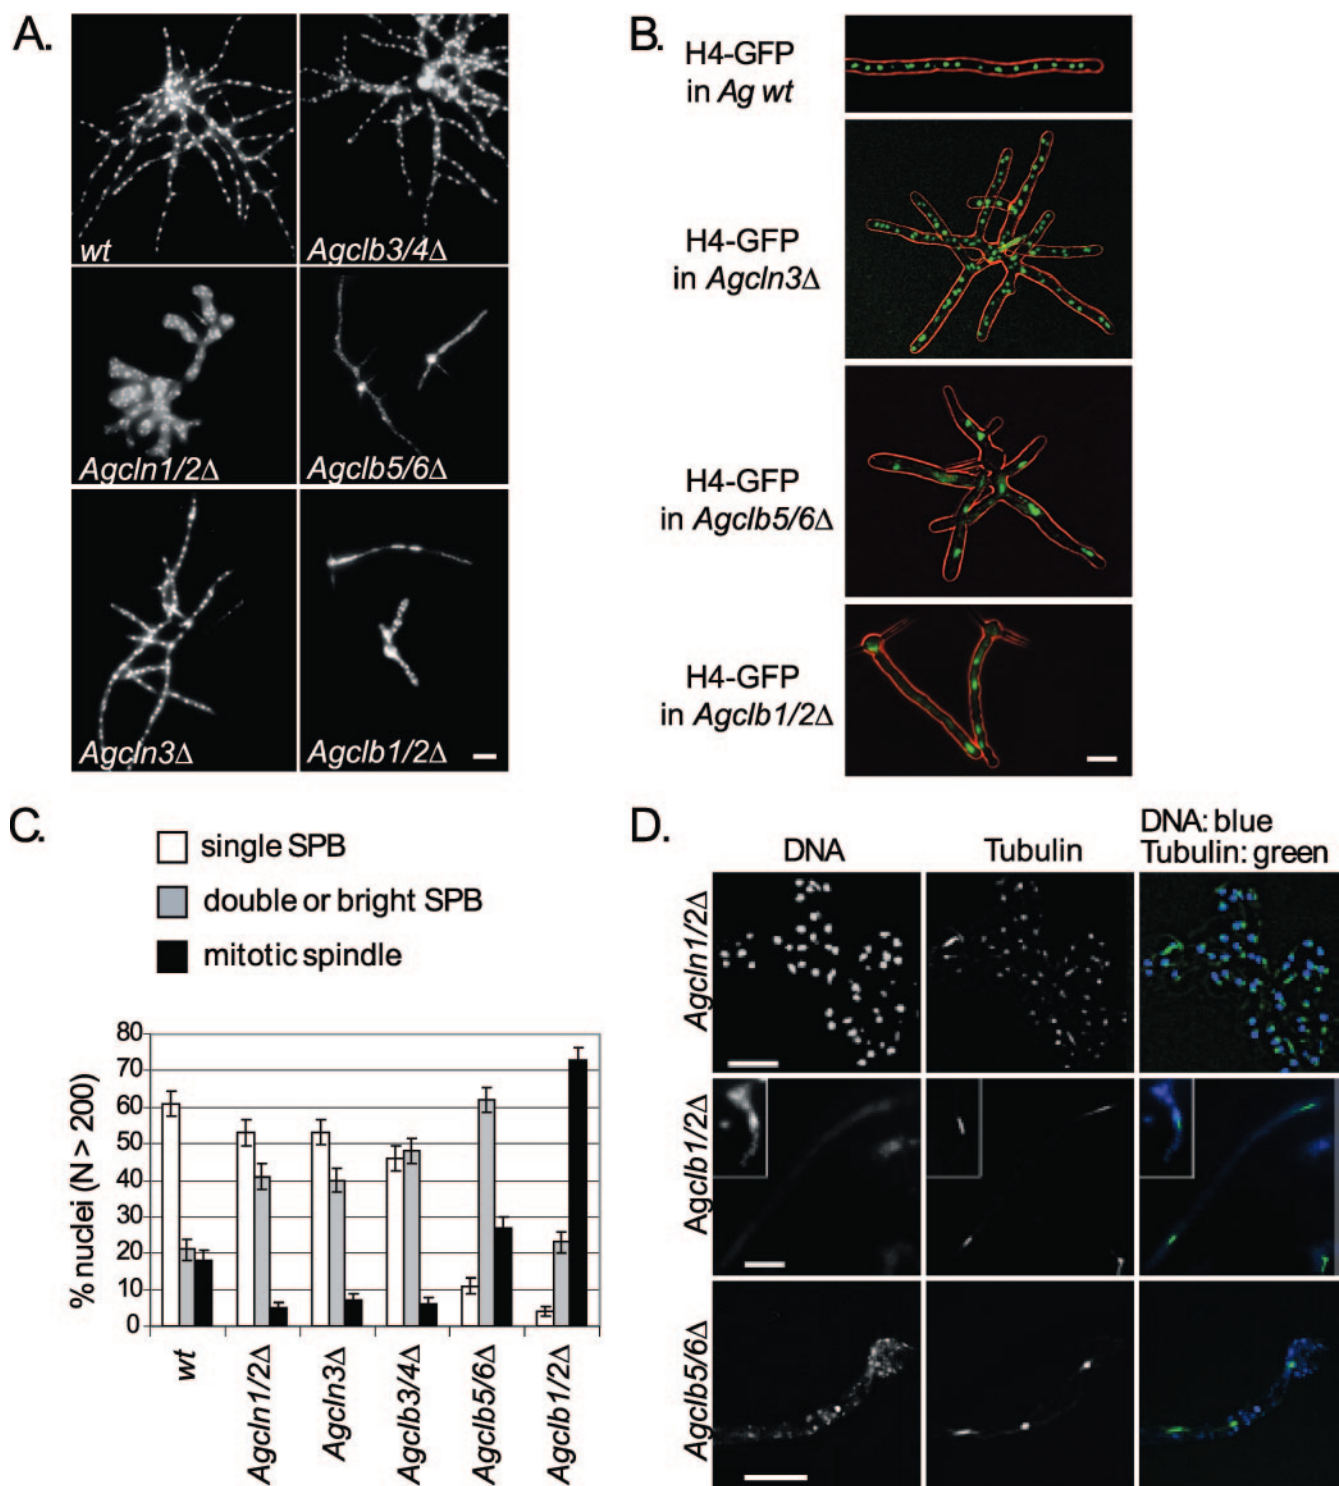 A.
wt
Agclb3/4Δ
Agcln1/2Δ
Agclb5/6Δ
Agcln3Δ
Agclb1/2Δ
B.
H4-GFP
in Ag wt
H4-GFP
in Agcln3Δ
H4-GFP
in Agclb5/6Δ
H4-GFP
in Agclb1/2Δ
C.
single SPB
double or bright SPB
mitotic spindle
% nuclei (N > 200)
80
70
60
50
40
30
20
10
0
wt
Agcln1/2Δ
Agcln3Δ
Agclb3/4Δ
Agclb5/6Δ
Agclb1/2Δ
D.
DNA
Tubulin
DNA: blue
Tubulin: green
Agcln1/2Δ
Agclb1/2Δ
Agclb5/6Δ